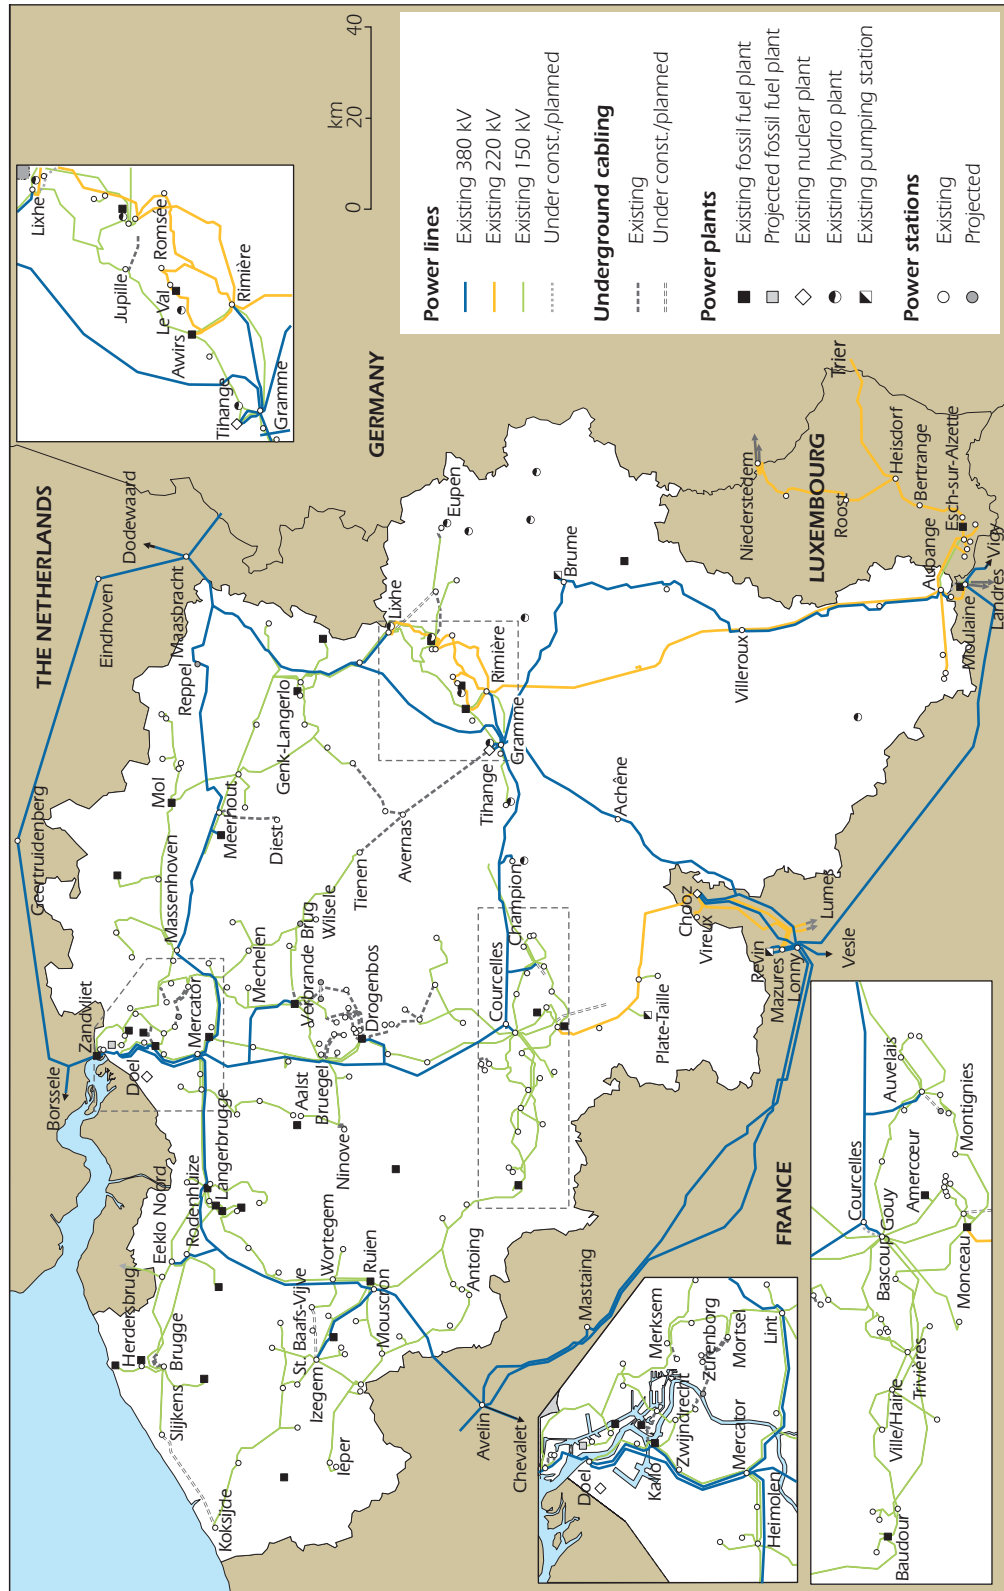 THE NETHERLANDS
GERMANY
LUXEMBOURG
FRANCE
Borssele
Zandvliet
Geertruidenberg
Eindhoven
Dodewaard
Maasbracht
Reppel
Mol
Massenhoven
Meerhout
Genk-Langerlo
Diest
Doel
Mercator
Mechelen
Verbrande Brug
Wilsele
Tienen
Avernas
Drogenbos
Bruegel
Aalst
Ninove
Langerbrugge
Rodenhuize
Eeklo Noord
Herdersbrug
Brugge
Slijkens
Koksijde
St. Baafs-Vijve
Wortegem
Izegem
Ieper
Ruien
Mouscron
Antoing
Avelin
Chevalet
Mastaing
Courcelles
Champion
Tihange
Gramme
Rimière
Lixhe
Eupen
Brume
Achêne
Villeroux
Chooz
Vireux
Revin
Mazures
Lonny
Lumes
Vesle
Plate-Taille
Niederstedem
Trier
Roost
Heisdorf
Bertrange
Esch-sur-Alzette
Aubange
Moulaine
Landres
Vigy
Lixhe
Romsée
Jupille
Le Val
Awirs
Rimière
Tihange
Gramme
Doel
Kallo
Zwijndrecht
Merksem
Zurenborg
Mortsel
Lint
Mercator
Heimolen
Courcelles
Gouy
Bascoup
Auvelais
Amercœur
Montignies
Monceau
Trivières
Ville/Haine
Baudour
km
0 20 40
Power lines
Existing 380 kV
Existing 220 kV
Existing 150 kV
Under const./planned
Underground cabling
Existing
Under const./planned
Power plants
Existing fossil fuel plant
Projected fossil fuel plant
Existing nuclear plant
Existing hydro plant
Existing pumping station
Power stations
Existing
Projected